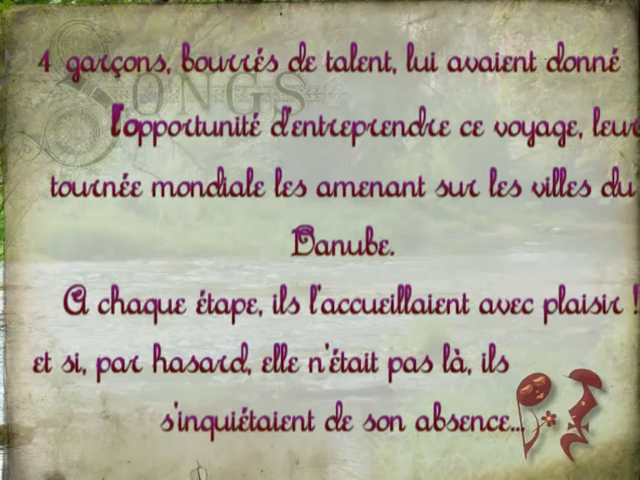 SONGS
4 garçons, bourrés de talent, lui avaient donné
l'opportunité d'entreprendre ce voyage, leur
tournée mondiale les amenant sur les villes du
Danube.
A chaque étape, ils l'accueillaient avec plaisir !
et si, par hasard, elle n'était pas là, ils
s'inquiétaient de son absence...